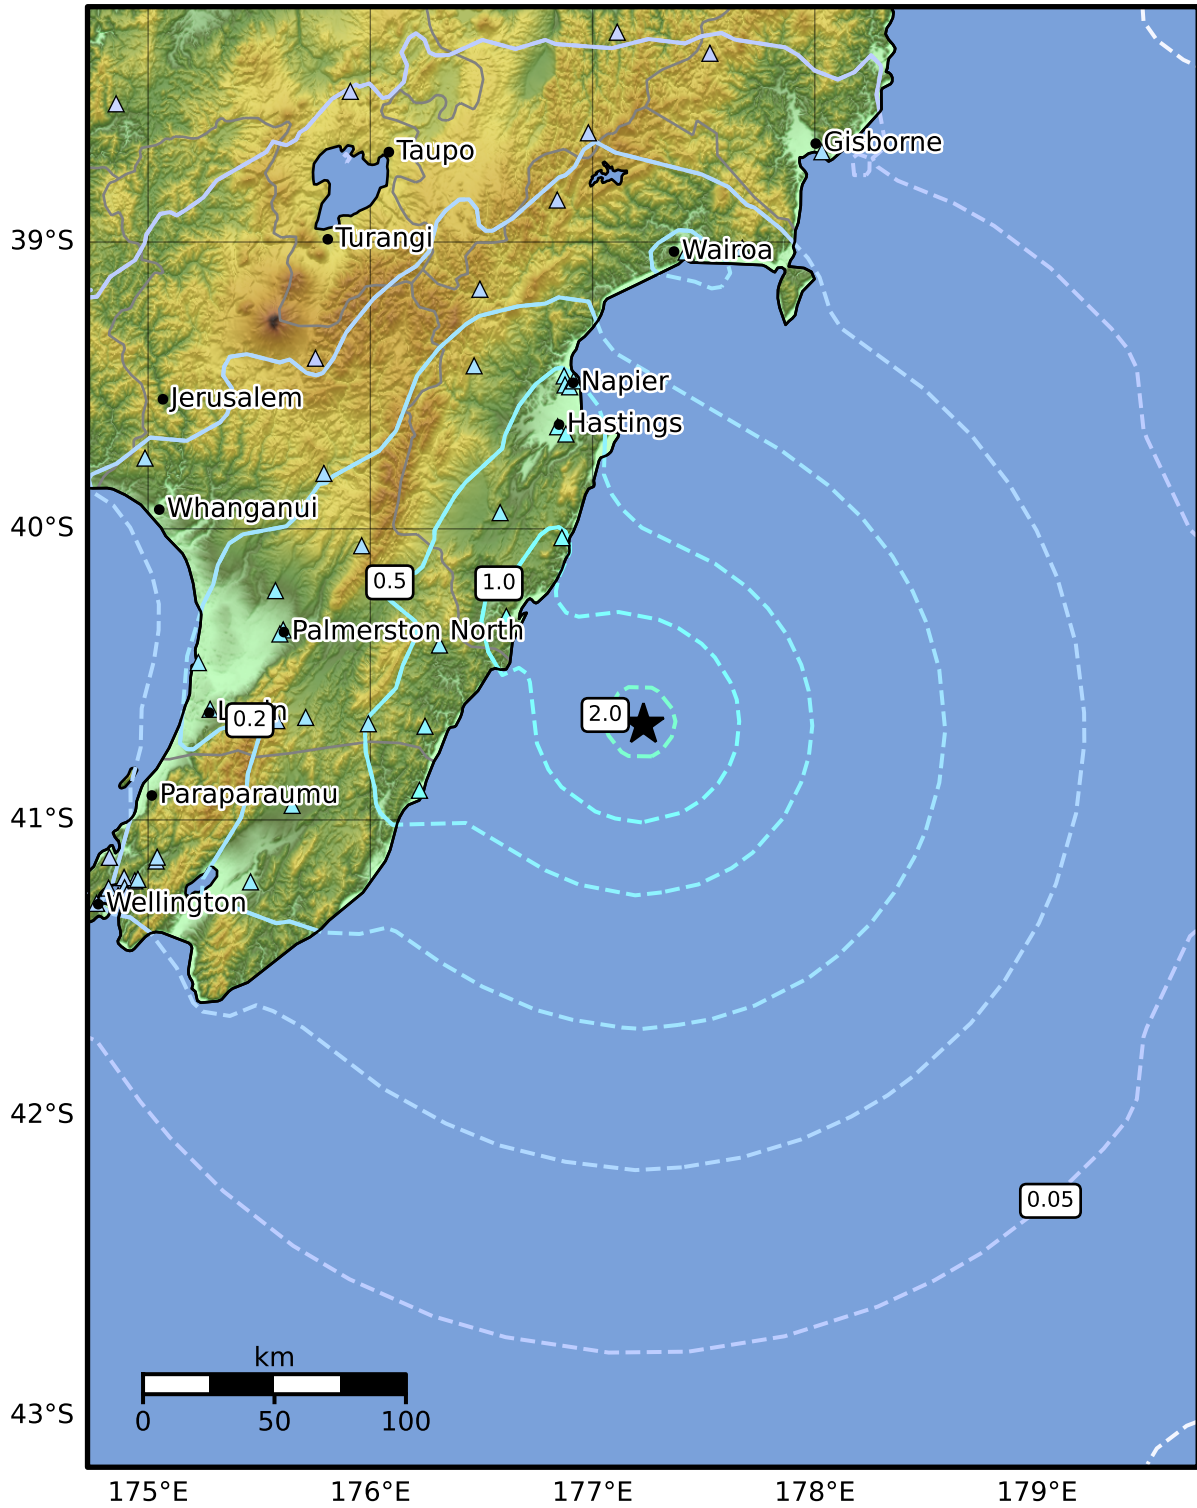 Gisborne
Taupo
Turangi
39°S
Wairoa
Napier
Jerusalem
Hastings
Whanganui
40°S
0.5
1.0
Palmerston North
2.0
0.2
Paraparaumu
41°S
Wellington
42°S
0.05
km
43°S
0
50
100
175°E
176°E
177°E
178°E
179°E